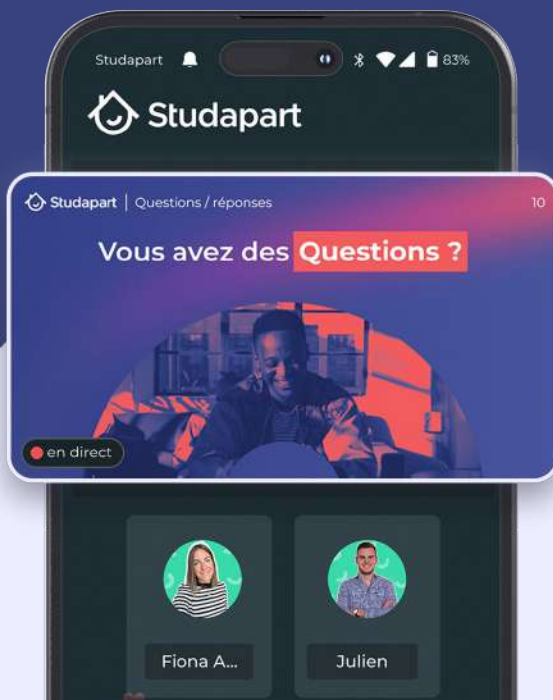 Studapart 83%
Studapart
Studapart | Questions / réponses 10
Vous avez des Questions ?
en direct
Fiona A... Julien